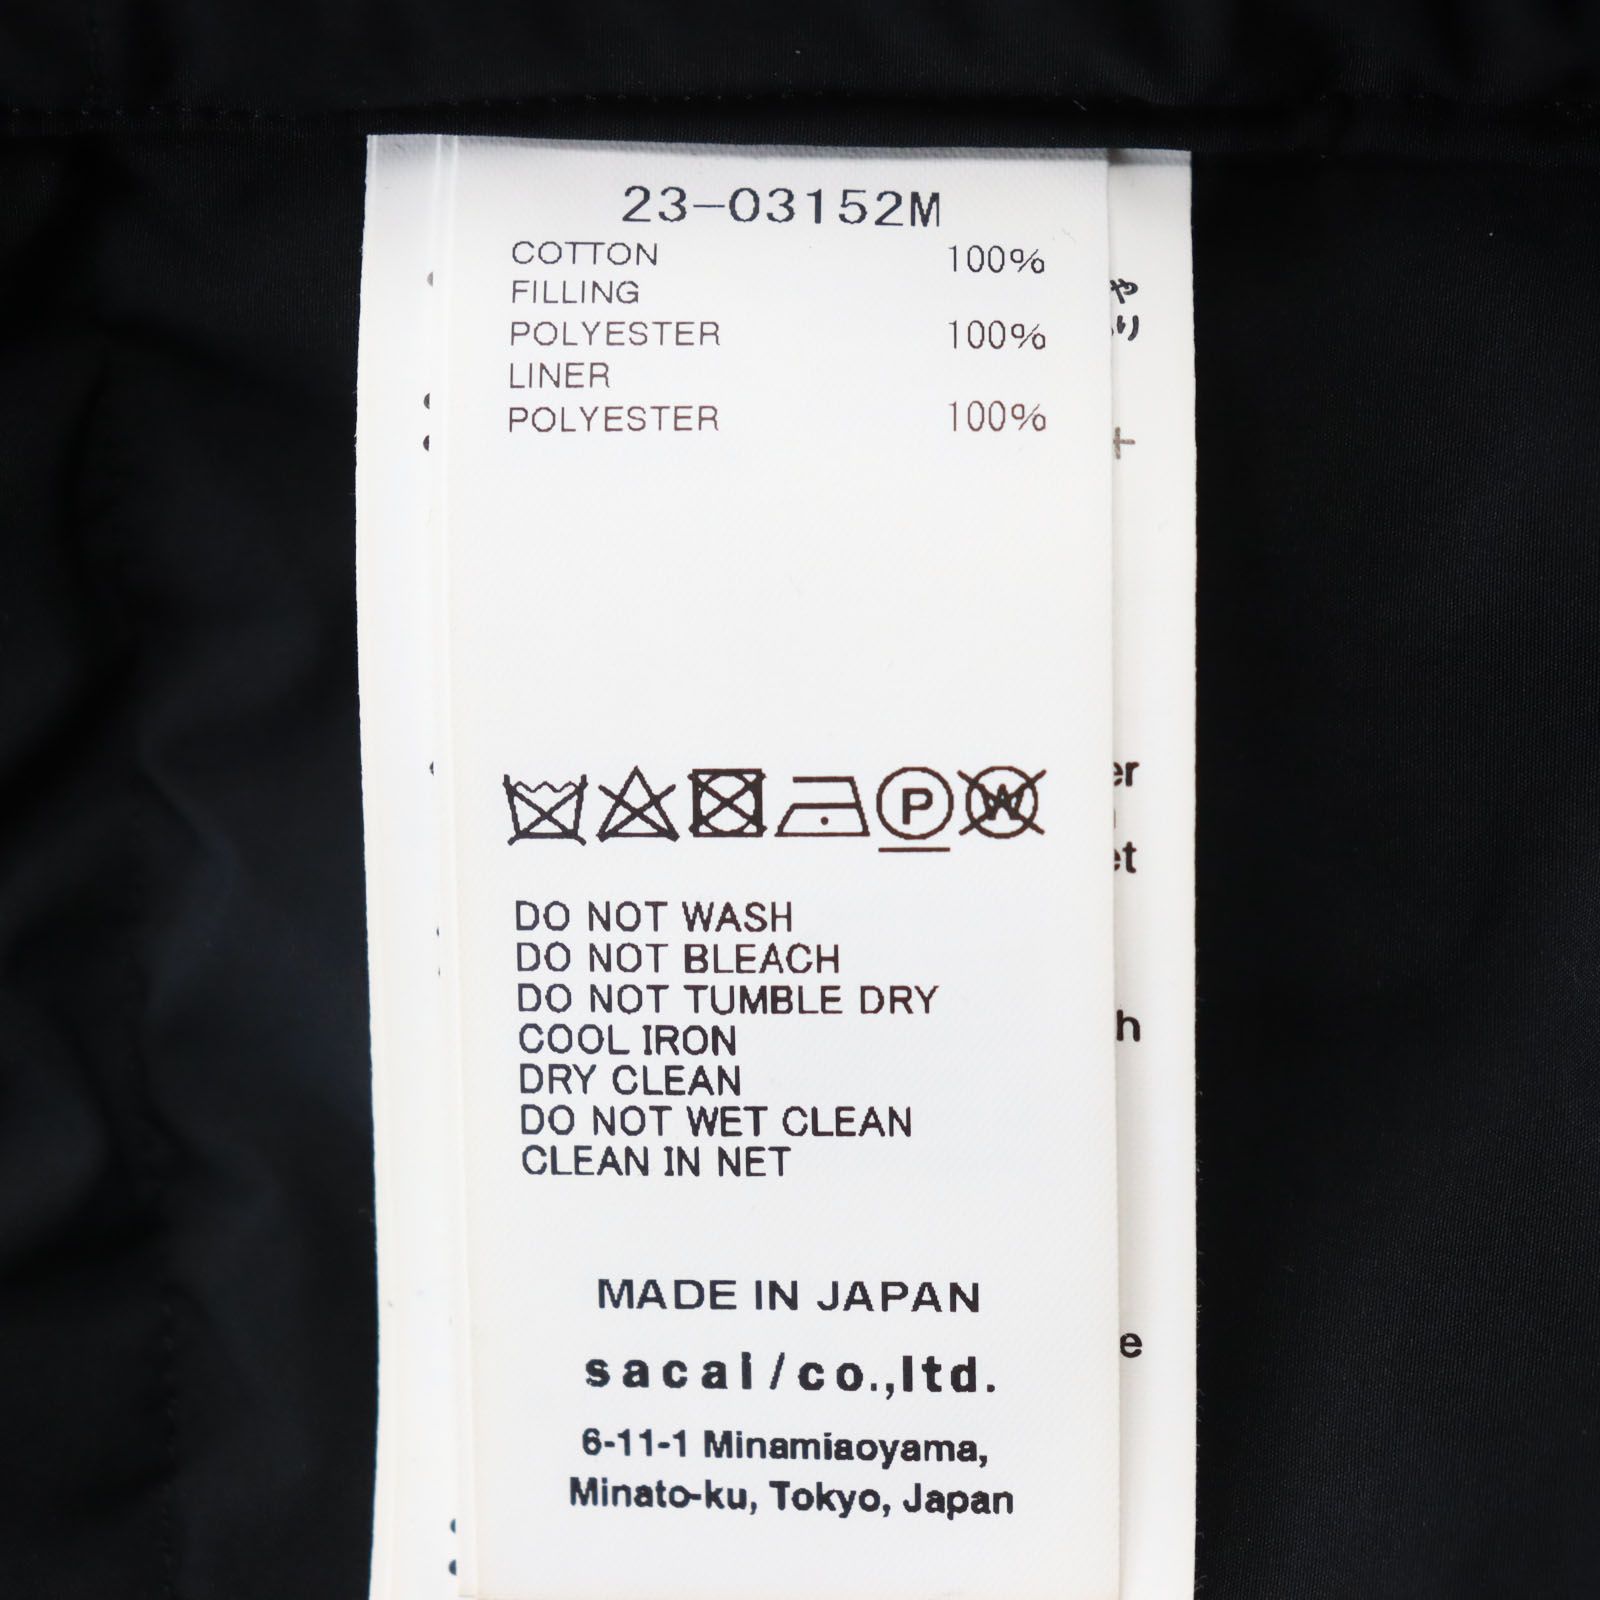 23-03152M
COTTON 100%
FILLING
POLYESTER 100%
LINER
POLYESTER 100%
P
W
DO NOT WASH
DO NOT BLEACH
DO NOT TUMBLE DRY
COOL IRON
DRY CLEAN
DO NOT WET CLEAN
CLEAN IN NET
MADE IN JAPAN
sacai/co.,ltd.
6-11-1 Minamiaoyama,
Minato-ku, Tokyo, Japan